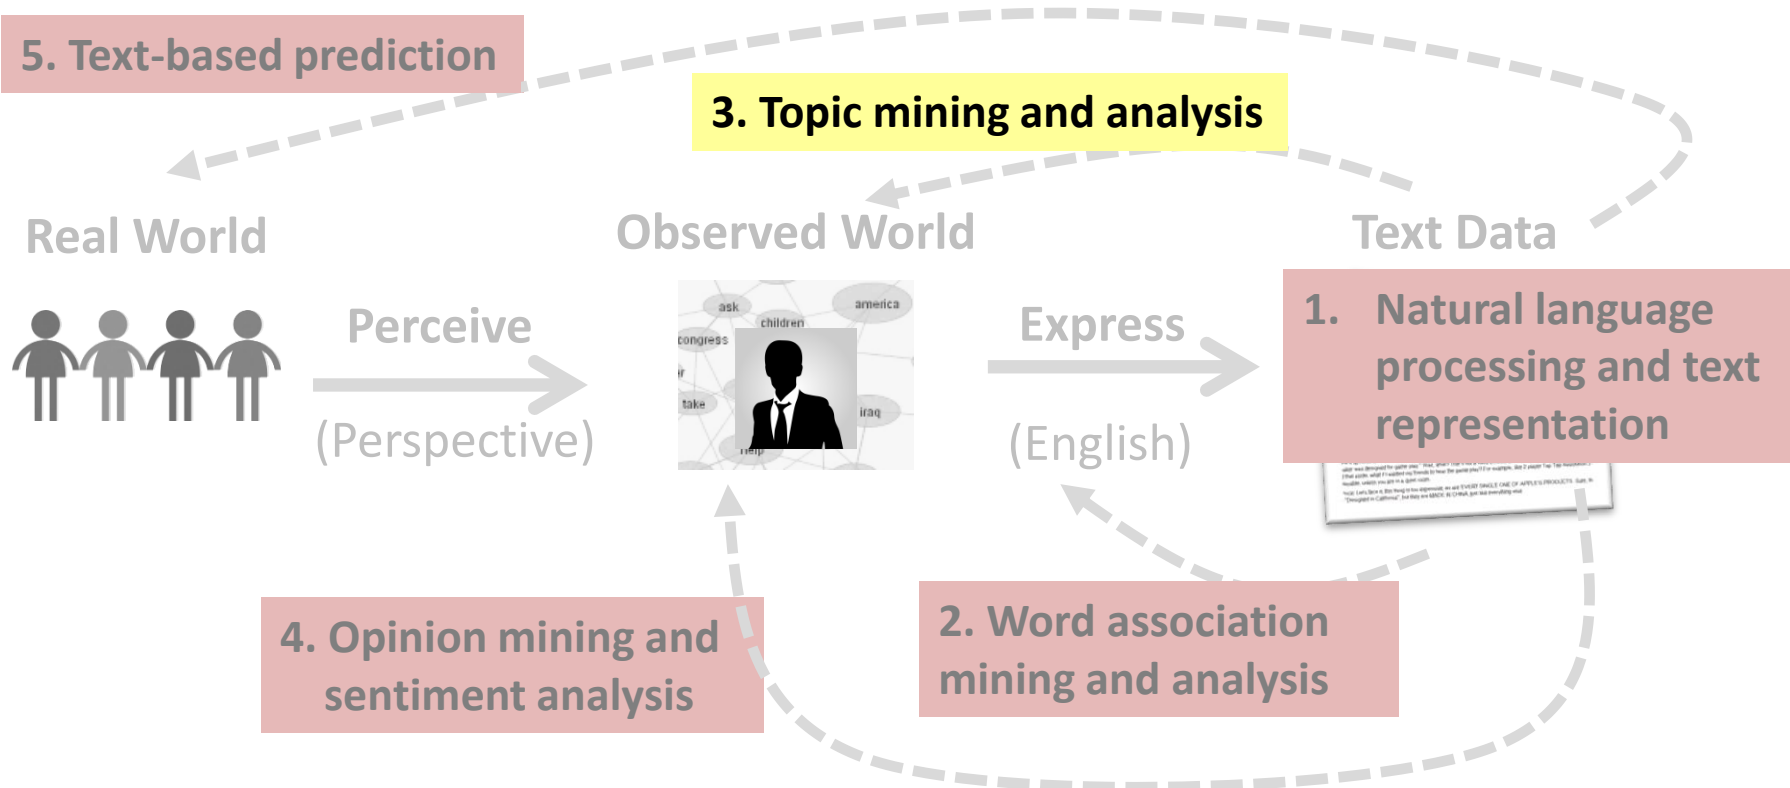 5. Text-based prediction
3. Topic mining and analysis
Real World
Observed World
Text Data
Perceive
(Perspective)
ask
america
children
congress
er
take
iraq
help
Express
(English)
1. Natural language
processing and text
representation
4. Opinion mining and
sentiment analysis
2. Word association
mining and analysis